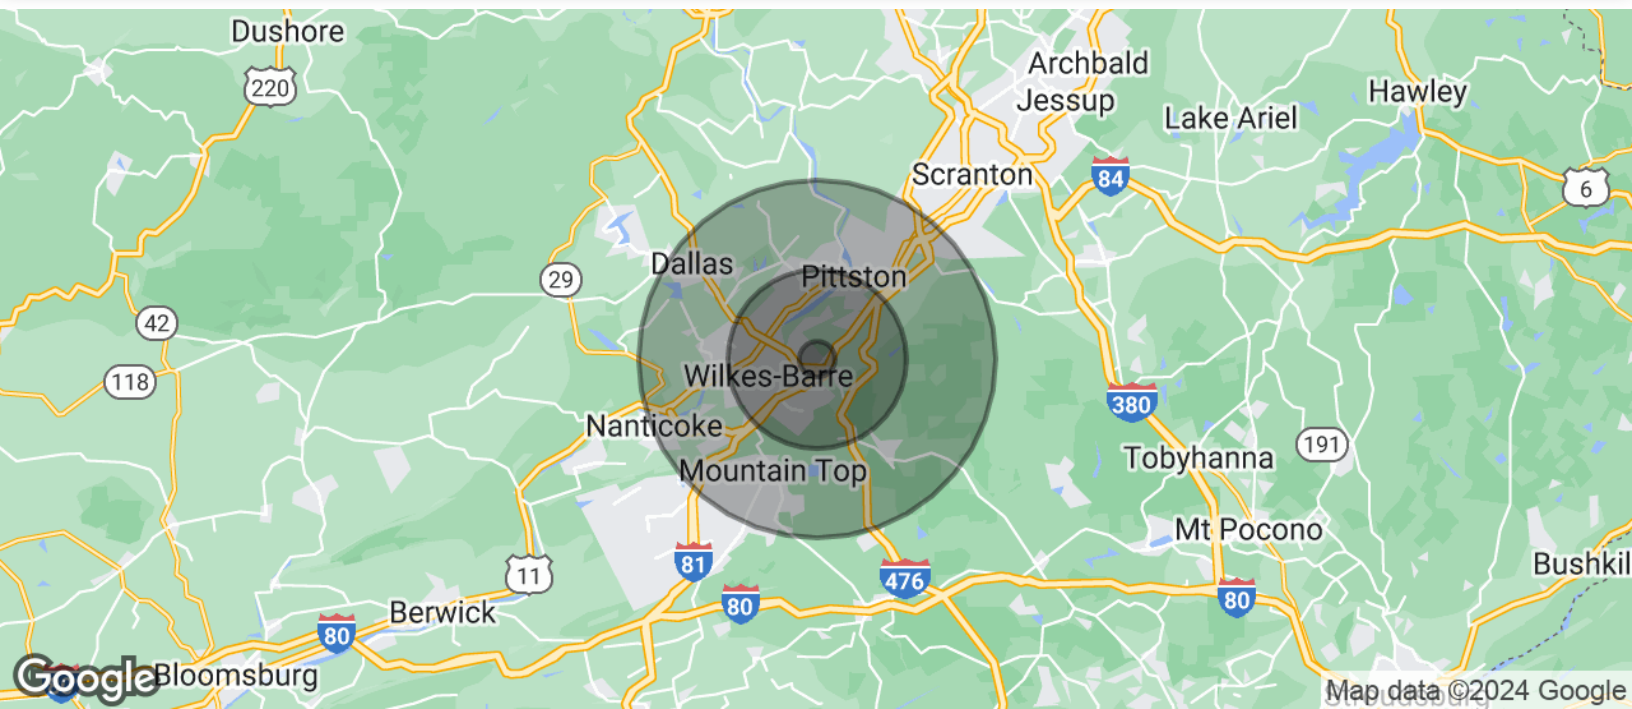 Dushore
220
Archbald
Jessup
Hawley
Lake Ariel
Scranton
84
6
Dallas
Pittston
29
42
118
Wilkes-Barre
380
Nanticoke
191
Tobyhanna
Mountain Top
Mt Pocono
81
11
476
Bushkil
80
80
Berwick
80
Google
Bloomsburg
Map data ©2024 Google